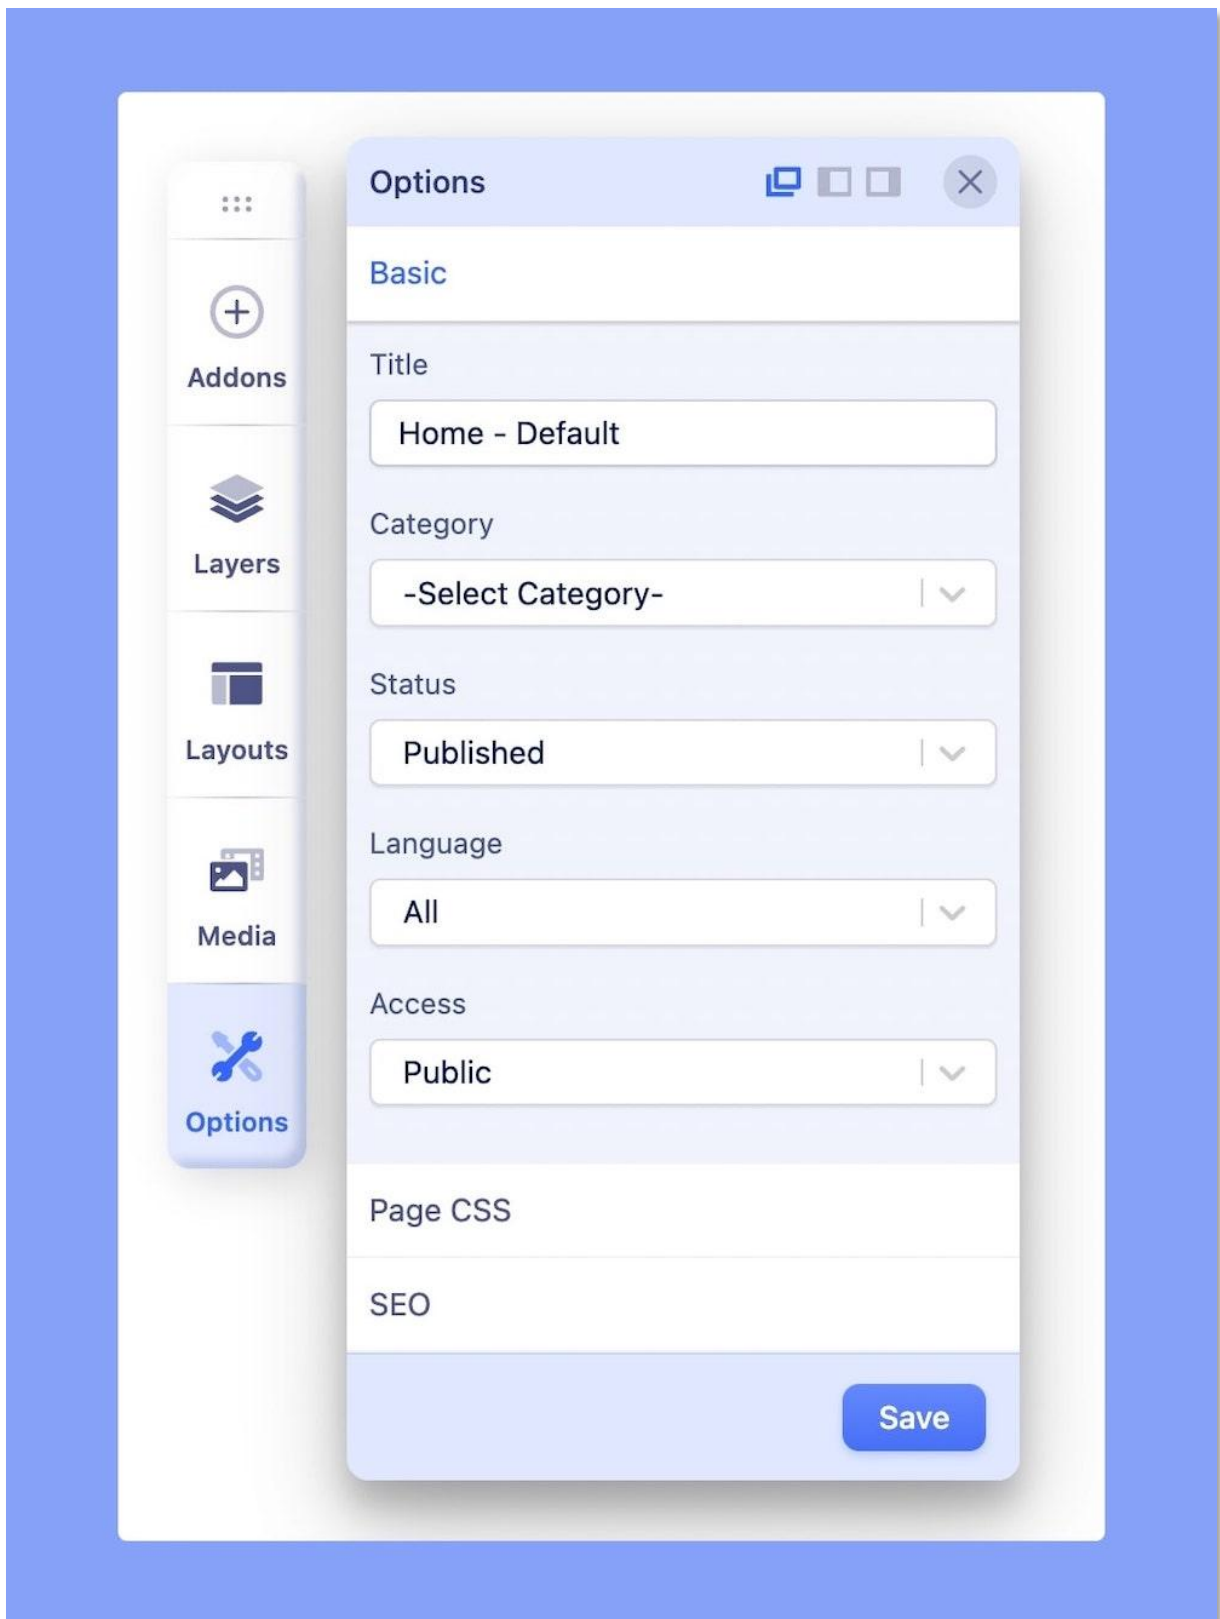 Addons
Layers
Layouts
Media
Options
Options
Basic
Title
Home - Default
Category
-Select Category-
Status
Published
Language
All
Access
Public
Page CSS
SEO
Save